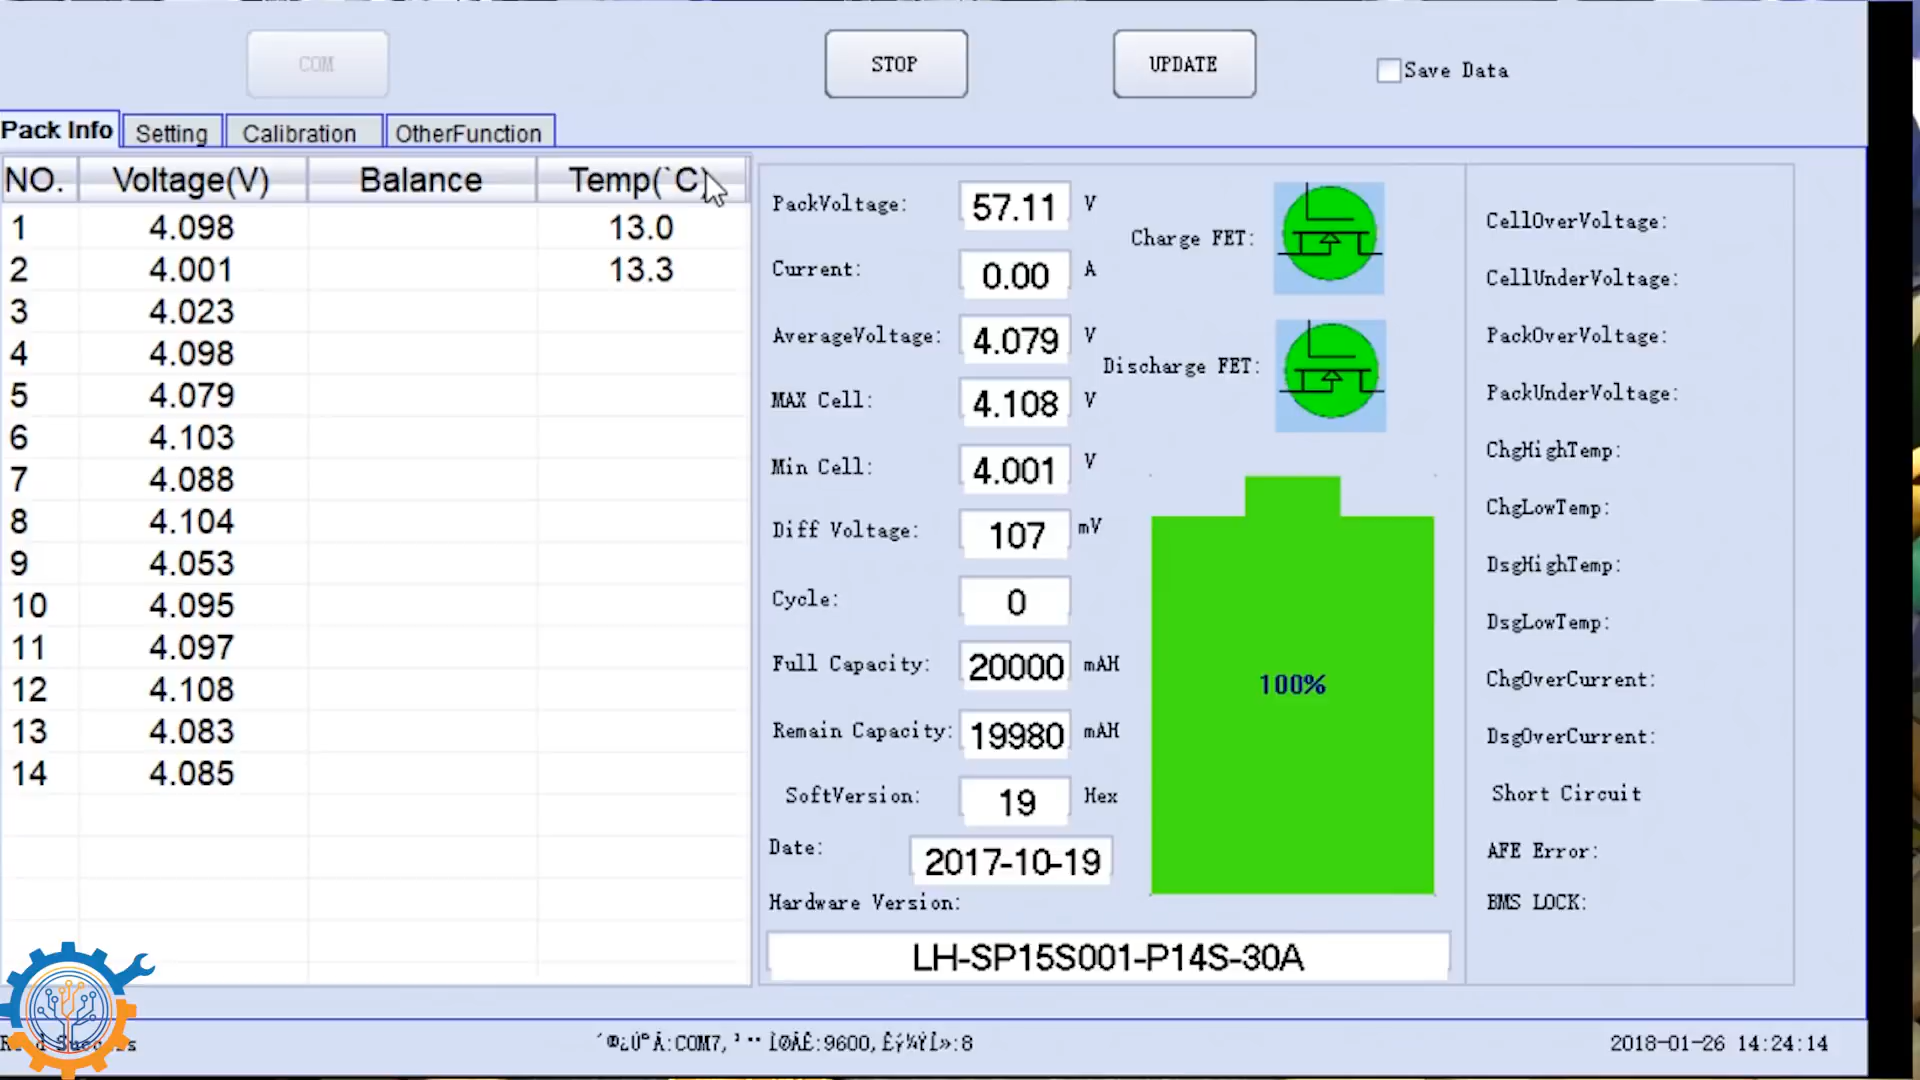 COM
STOP
UPDATE
Save Data
Pack Info Setting Calibration OtherFunction
NO. Voltage(V) Balance Temp(`C)
1 4.098 13.0
2 4.001 13.3
3 4.023
4 4.098
5 4.079
6 4.103
7 4.088
8 4.104
9 4.053
10 4.095
11 4.097
12 4.108
13 4.083
14 4.085
PackVoltage: 57.11 V
Current: 0.00 A
AverageVoltage: 4.079 V
MAX Cell: 4.108 V
Min Cell: 4.001 V
Diff Voltage: 107 mV
Cycle: 0
Full Capacity: 20000 mAH
Remain Capacity: 19980 mAH
SoftVersion: 19 Hex
Date: 2017-10-19
Hardware Version:
LH-SP15S001-P14S-30A
Charge FET:
Discharge FET:
100%
CellOverVoltage:
CellUnderVoltage:
PackOverVoltage:
PackUnderVoltage:
ChgHighTemp:
ChgLowTemp:
DsgHighTemp:
DsgLowTemp:
ChgOverCurrent:
DsgOverCurrent:
Short Circuit
AFE Error:
BMS LOCK:
´®¿ÚºÅ:COM7,²¨ÌØÂÊ:9600,Êý¾ÝÎ»:8
2018-01-26 14:24:14